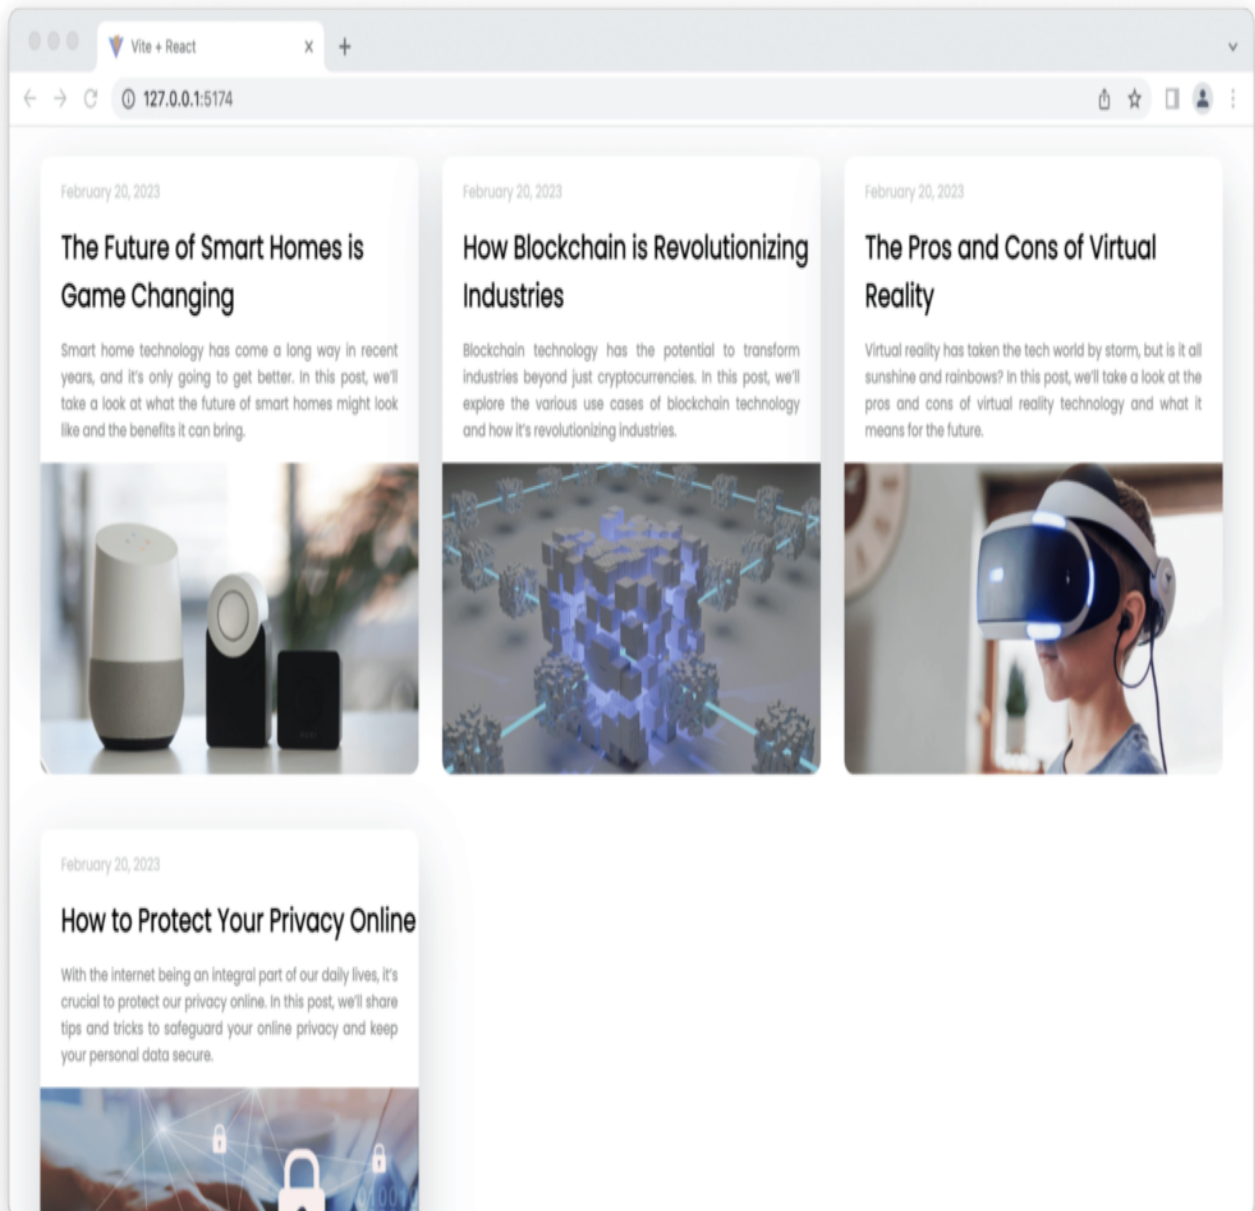 Vite + React
127.0.0.1:5174
February 20, 2023
The Future of Smart Homes is
Game Changing
Smart home technology has come a long way in recent
years, and it's only going to get better. In this post, we'll
take a look at what the future of smart homes might look
like and the benefits it can bring.
February 20, 2023
How Blockchain is Revolutionizing
Industries
Blockchain technology has the potential to transform
industries beyond just cryptocurrencies. In this post, we'll
explore the various use cases of blockchain technology
and how it's revolutionizing industries.
February 20, 2023
The Pros and Cons of Virtual
Reality
Virtual reality has taken the tech world by storm, but is it all
sunshine and rainbows? In this post, we'll take a look at the
pros and cons of virtual reality technology and what it
means for the future.
February 20, 2023
How to Protect Your Privacy Online
With the internet being an integral part of our daily lives, it's
crucial to protect our privacy online. In this post, we'll share
tips and tricks to safeguard your online privacy and keep
your personal data secure.